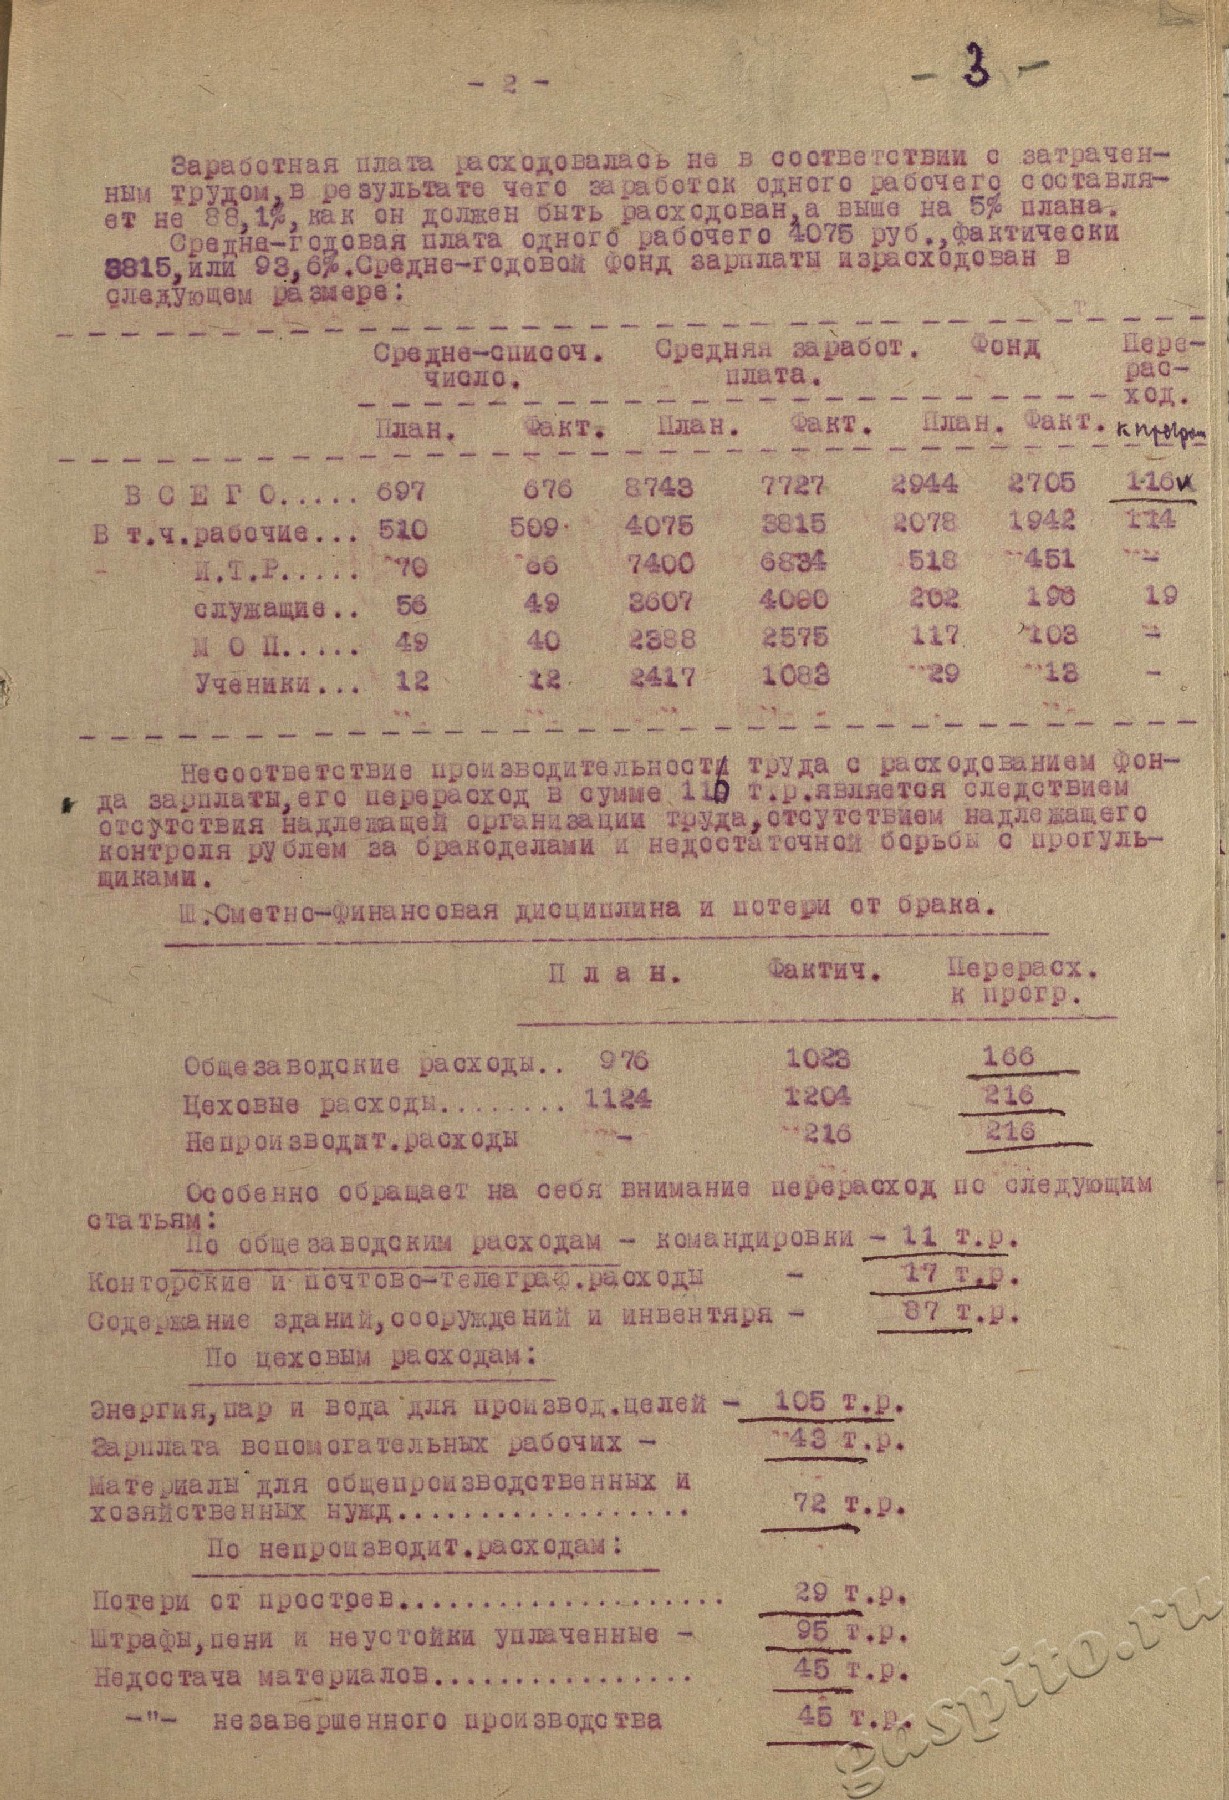 - 2 -
- 3 -
Заработная плата расходовалась не в соответствии с затрачен-
ным трудом,в результате чего заработок одного рабочего составля-
ет не 88,1%,как он должен быть расходован,а выше на 5% плана.
Средне-годовая плата одного рабочего 4075 руб.,фактически
3815,или 93,6%.Средне-годовой фонд зарплаты израсходован в
следующем размере:
Средне-списоч. Средняя заработ. Фонд Пере-
число. плата. рас-
ход.
План. Факт. План. Факт. План. Факт. к програм
В С Е Г О..... 697 676 8743 7727 2944 2705 116
В т.ч.рабочие... 510 509 4075 3815 2078 1942 114
И.Т.Р..... 70 66 7400 6834 518 451 -
служащие.. 56 49 3607 4090 202 196 19
М О П..... 49 40 2388 2575 117 103 -
Ученики... 12 12 2417 1083 29 13 -
Несоответствие производительности труда с расходованием фон-
да зарплаты,его перерасход в сумме 116 т.р.является следствием
отсутствия надлежащей организации труда,отсутствием надлежащего
контроля рублем за бракоделами и недостаточной борьбы с прогуль-
щиками.
Ш.Сметно-финансовая дисциплина и потери от брака.
П л а н. Фактич. Перерасх.
к прогр.
Общезаводские расходы.. 976 1023 166
Цеховые расходы........ 1124 1204 216
Непроизводит.расходы - 216 216
Особенно обращает на себя внимание перерасход по следующим
статьям:
По общезаводским расходам - командировки - 11 т.р.
Конторские и почтово-телеграф.расходы - 17 т.р.
Содержание зданий,сооружений и инвентяря - 87 т.р.
По цеховым расходам:
Энергия,пар и вода для производ.целей - 105 т.р.
Зарплата вспомогательных рабочих - 43 т.р.
Материалы для общепроизводственных и
хозяйственных нужд................... 72 т.р.
По непроизводит.расходам:
Потери от простоев..................... 29 т.р.
Штрафы,пени и неустойки уплаченные - 95 т.р.
Недостача материалов................. 45 т.р.
-"- незавершенного производства 45 т.р.
gaspito.ru